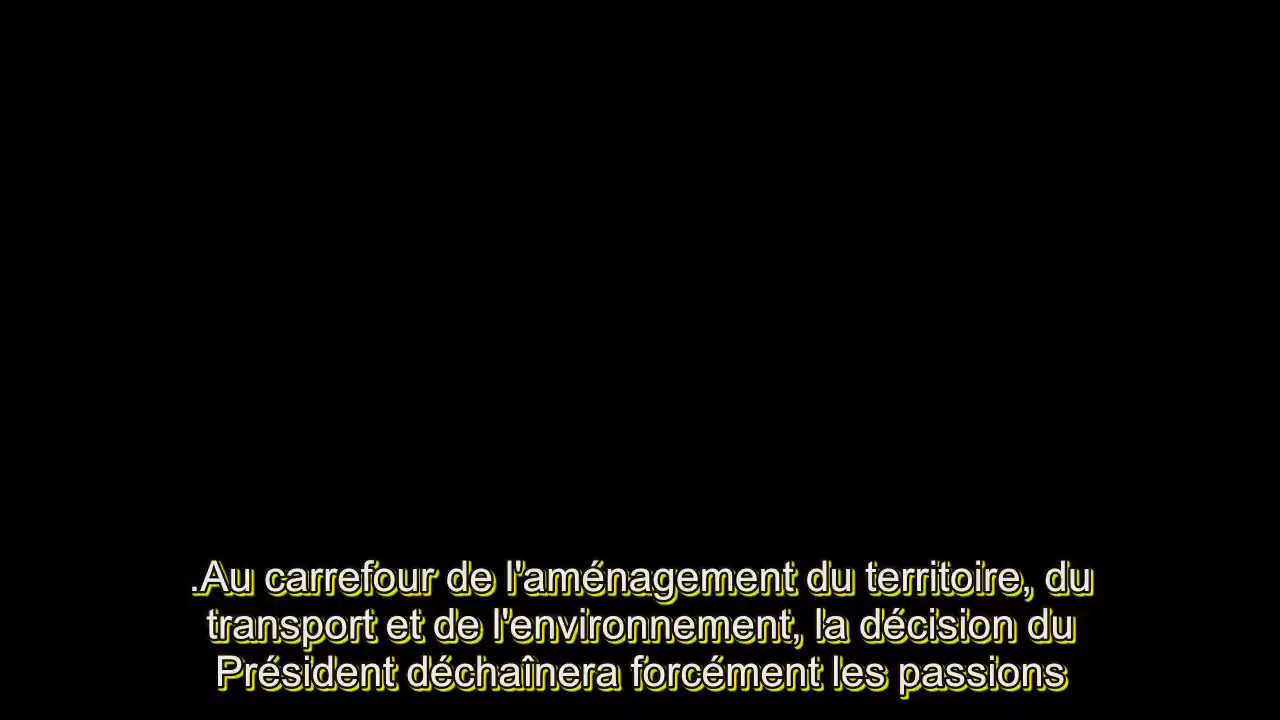 .Au carrefour de l'aménagement du territoire, du
transport et de l'environnement, la décision du
Président déchaînera forcément les passions